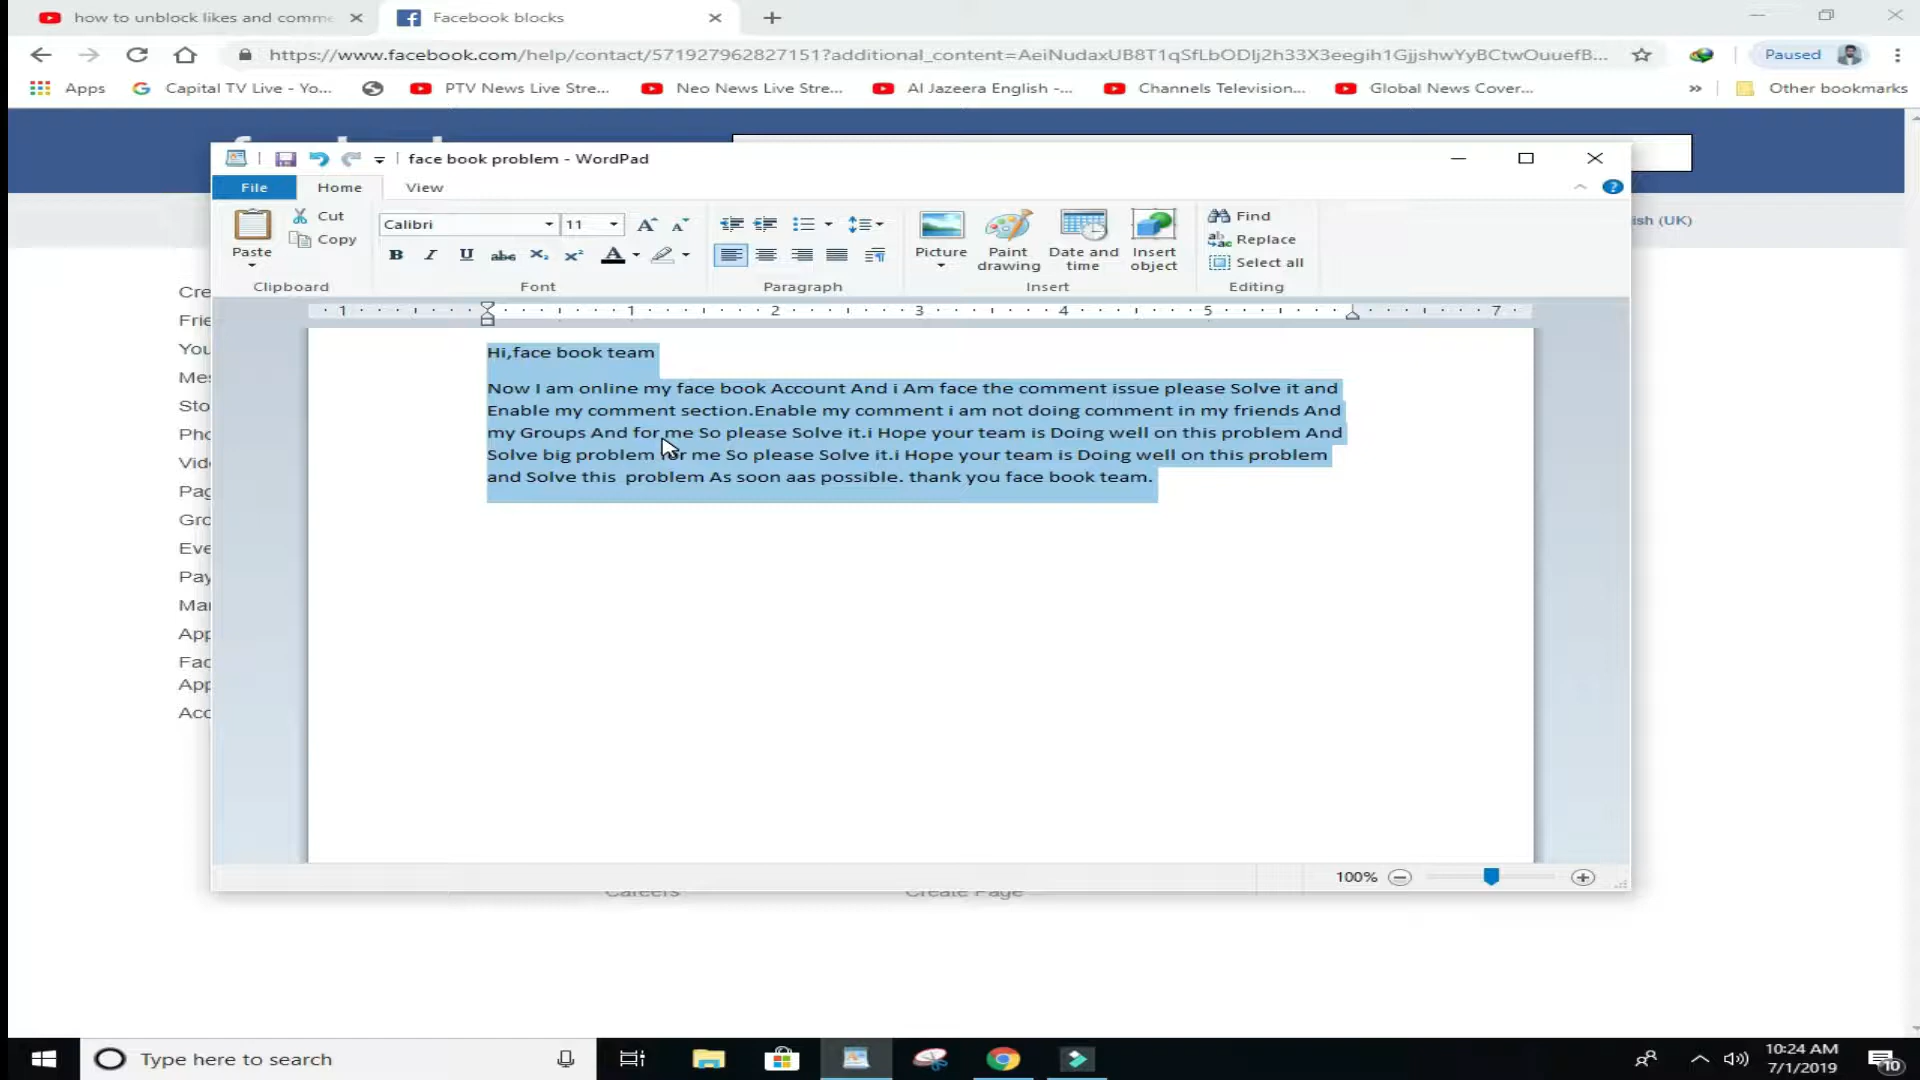 how to unblock likes and comme
Facebook blocks
https://www.facebook.com/help/contact/571927962827151?additional_content=AeiNudaxUB8T1qSfLbODIj2h33X3eegih1GjjshwYyBCtwOuuefB...
Paused
Apps
Capital TV Live - Yo...
PTV News Live Stre...
Neo News Live Stre...
Al Jazeera English -...
Channels Television...
Global News Cover...
»
Other bookmarks
face book problem - WordPad
File
Home
View
Paste
Cut
Copy
Clipboard
Calibri
11
Font
Paragraph
Picture
Paint drawing
Date and time
Insert object
Insert
Find
Replace
Select all
Editing
ish (UK)
1 1 2 3 4 5 7
Hi,face book team
Now I am online my face book Account And i Am face the comment issue please Solve it and
Enable my comment section.Enable my comment i am not doing comment in my friends And
my Groups And for me So please Solve it.i Hope your team is Doing well on this problem And
Solve big problem for me So please Solve it.i Hope your team is Doing well on this problem
and Solve this  problem As soon aas possible. thank you face book team.
Cre
Frie
You
Mes
Sto
Pho
Vid
Pag
Gro
Eve
Pay
Mar
App
Fac
App
Acc
100%
Careers
Create Page
Type here to search
10:24 AM
7/1/2019
10